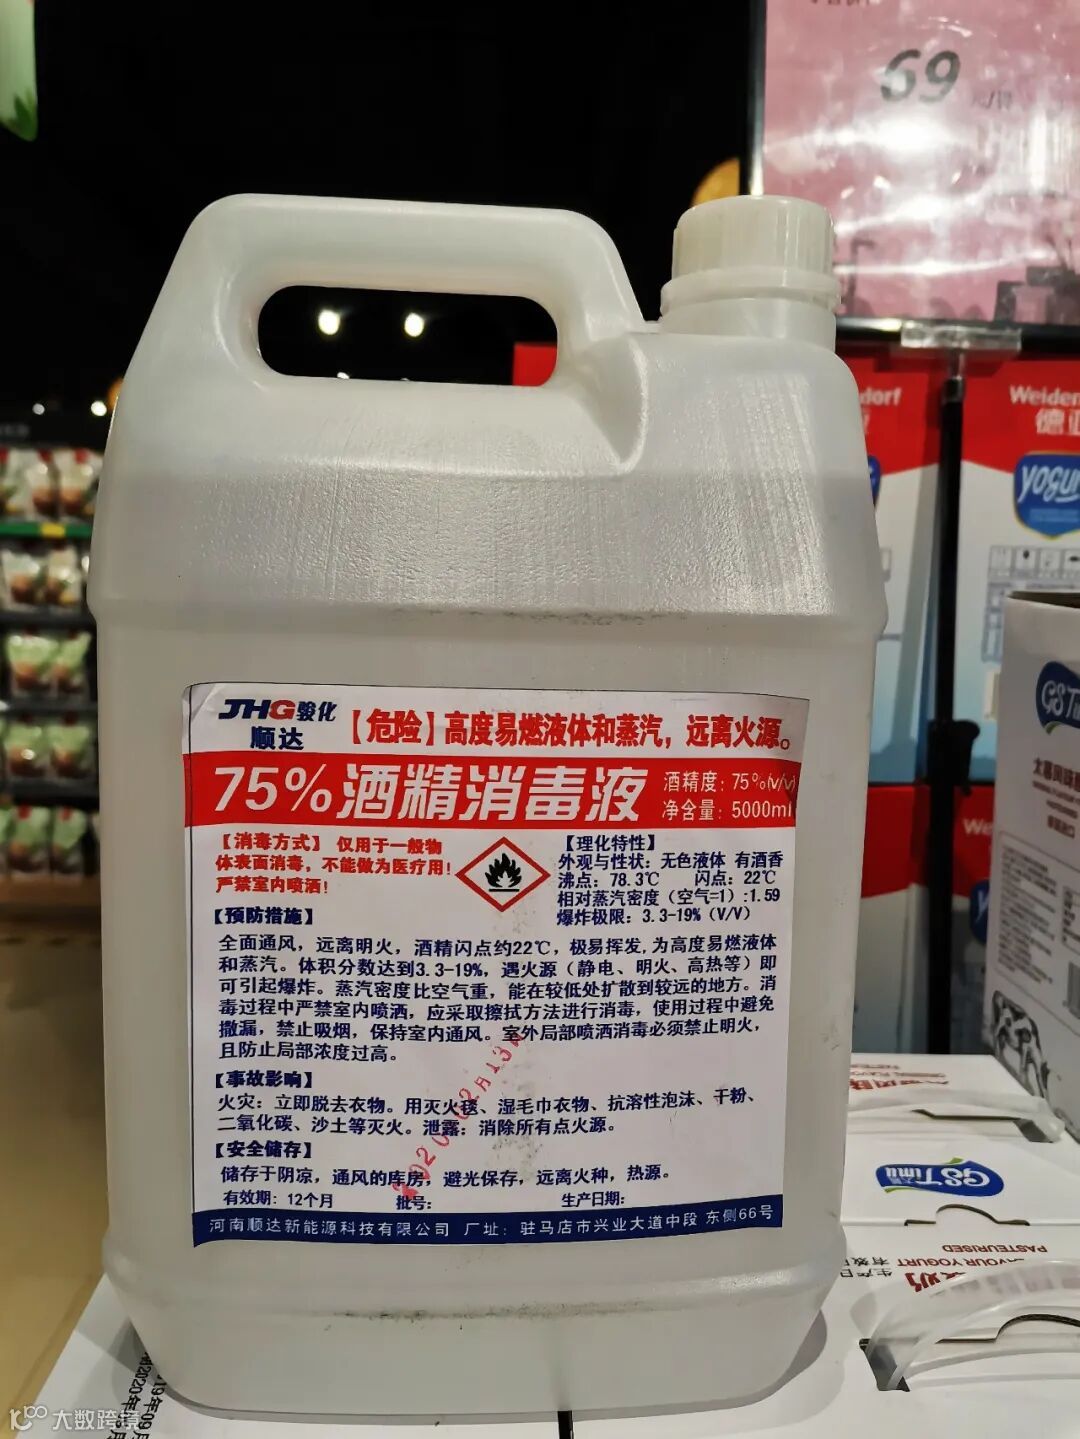 69
JHG骏化
顺达
【危险】高度易燃液体和蒸汽，远离火源。
75%酒精消毒液
酒精度：75%(v/v)
净含量：5000ml
【消毒方式】仅用于一般物
体表面消毒，不能做为医疗用！
严禁室内喷洒！
【理化特性】
外观与性状：无色液体 有酒香
沸点：78.3℃ 闪点：22℃
相对蒸汽密度（空气=1）:1.59
爆炸极限：3.3-19%（V/V）
【预防措施】
全面通风，远离明火，酒精闪点约22℃，极易挥发,为高度易燃液体
和蒸汽。体积分数达到3.3-19%，遇火源（静电、明火、高热等）即
可引起爆炸。蒸汽密度比空气重，能在较低处扩散到较远的地方。消
毒过程中严禁室内喷洒，应采取擦拭方法进行消毒，使用过程中避免
撒漏，禁止吸烟，保持室内通风。室外局部喷洒消毒必须禁止明火，
且防止局部浓度过高。
【事故影响】
火灾：立即脱去衣物。用灭火毯、湿毛巾衣物、抗溶性泡沫、干粉、
二氧化碳、沙土等灭火。泄露：消除所有点火源。
【安全储存】
储存于阴凉，通风的库房，避光保存，远离火种，热源。
有效期：12个月 批号： 生产日期：
河南顺达新能源科技有限公司 厂址：驻马店市兴业大道中段 东侧66号
dorf
Weiden
德亚
yogur
GS Ti
We
GS Timu
PASTEURISED
AVOUR YOGURT
大数跨境